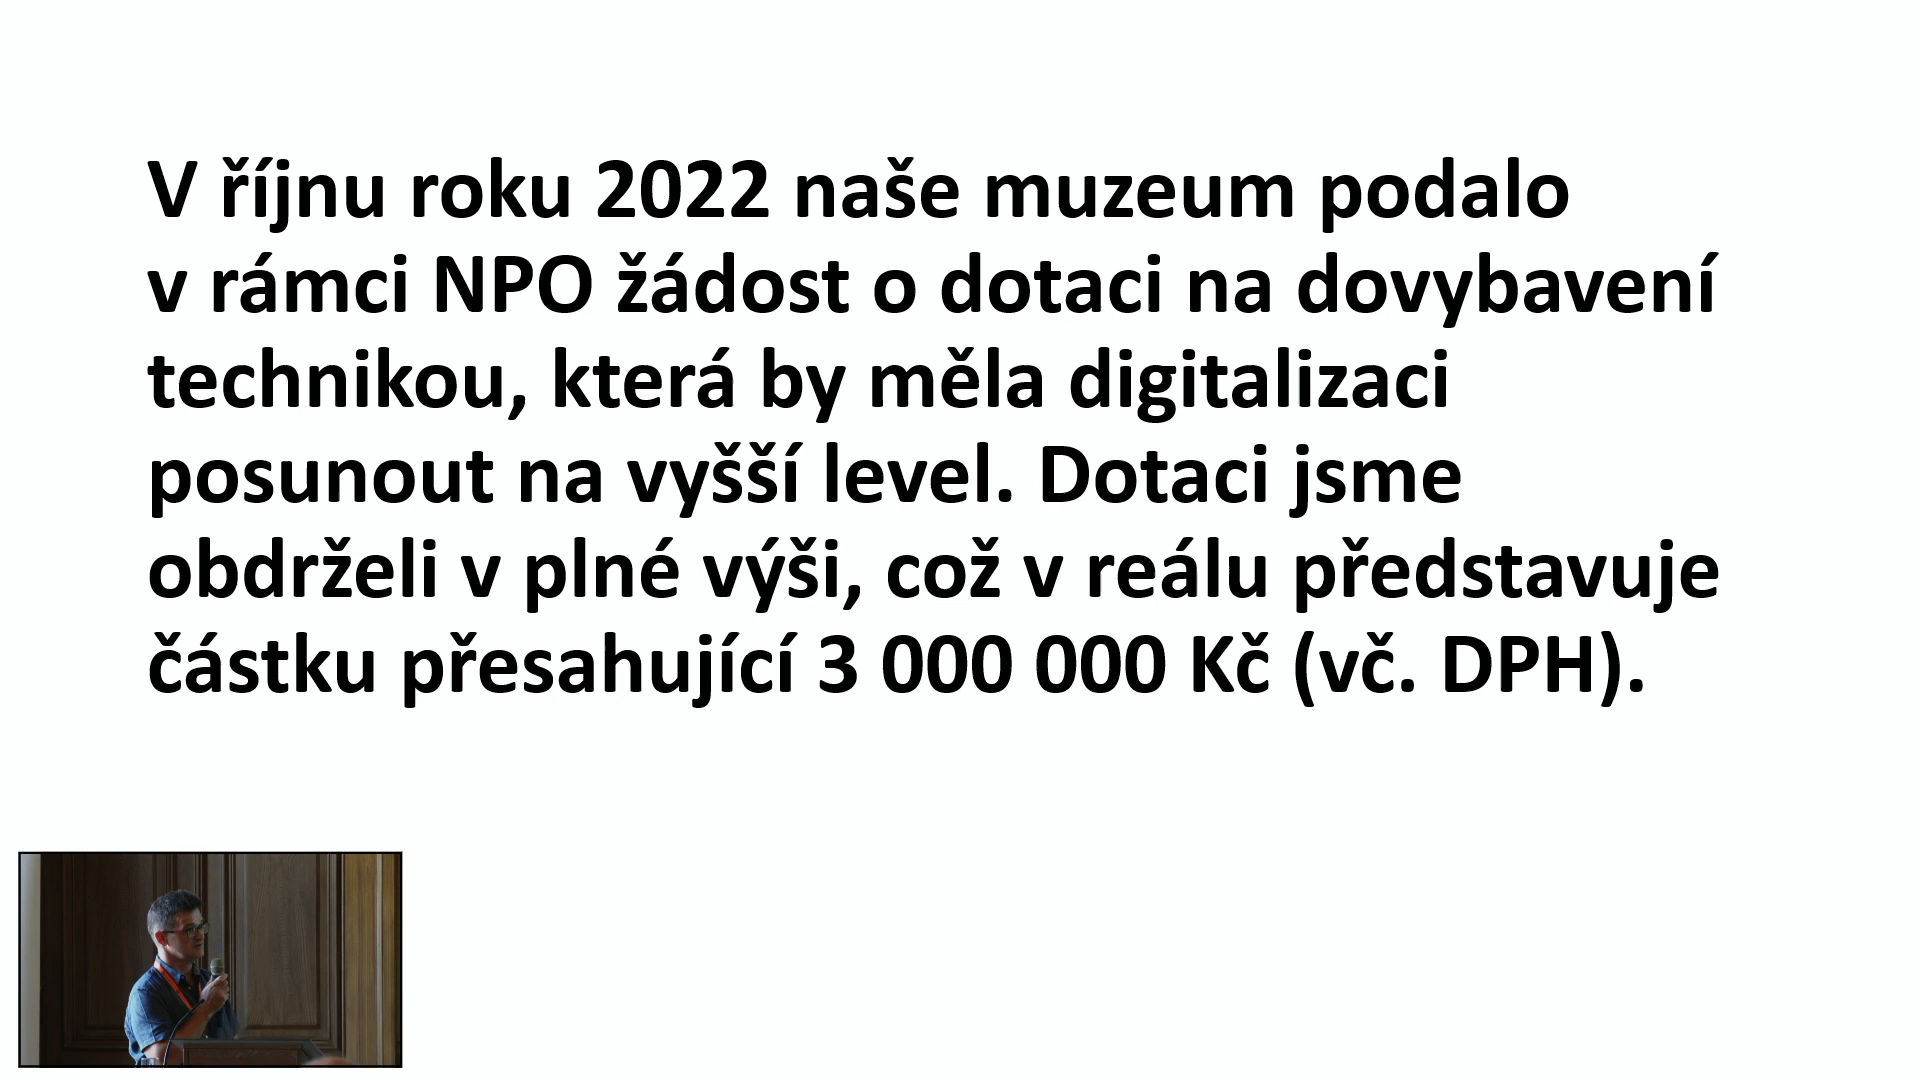 V říjnu roku 2022 naše muzeum podalo
v rámci NPO žádost o dotaci na dovybavení
technikou, která by měla digitalizaci
posunout na vyšší level. Dotaci jsme
obdrželi v plné výši, což v reálu představuje
částku přesahující 3 000 000 Kč (vč. DPH).